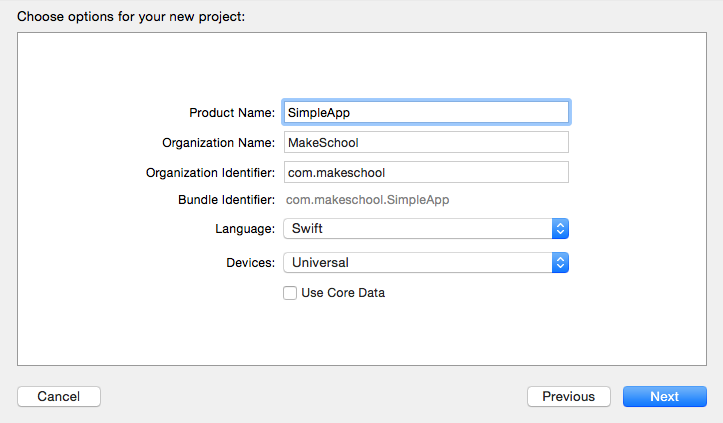 Choose options for your new project:
Product Name: SimpleApp
Organization Name: MakeSchool
Organization Identifier: com.makeschool
Bundle Identifier: com.makeschool.SimpleApp
Language: Swift
Devices: Universal
Use Core Data
Cancel Previous Next